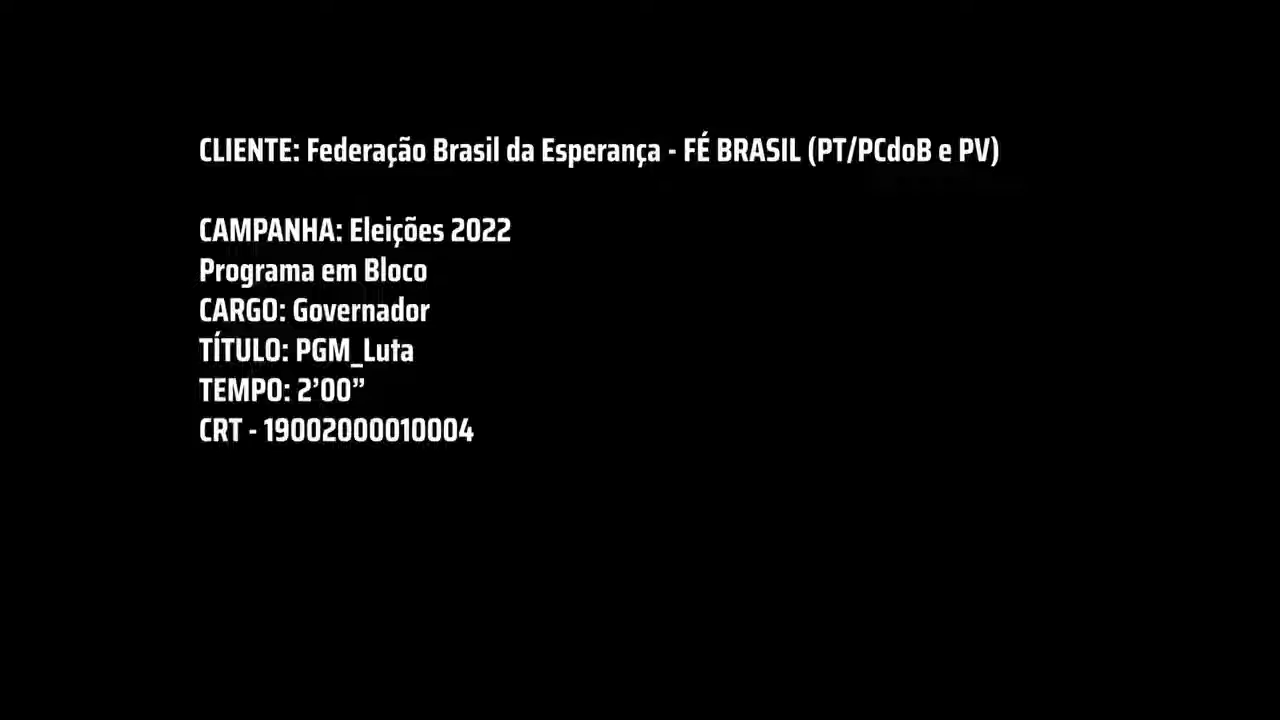 CLIENTE: Federação Brasil da Esperança - FÉ BRASIL (PT/PCdoB e PV)
CAMPANHA: Eleições 2022
Programa em Bloco
CARGO: Governador
TÍTULO: PGM_Luta
TEMPO: 2’00”
CRT - 19002000010004